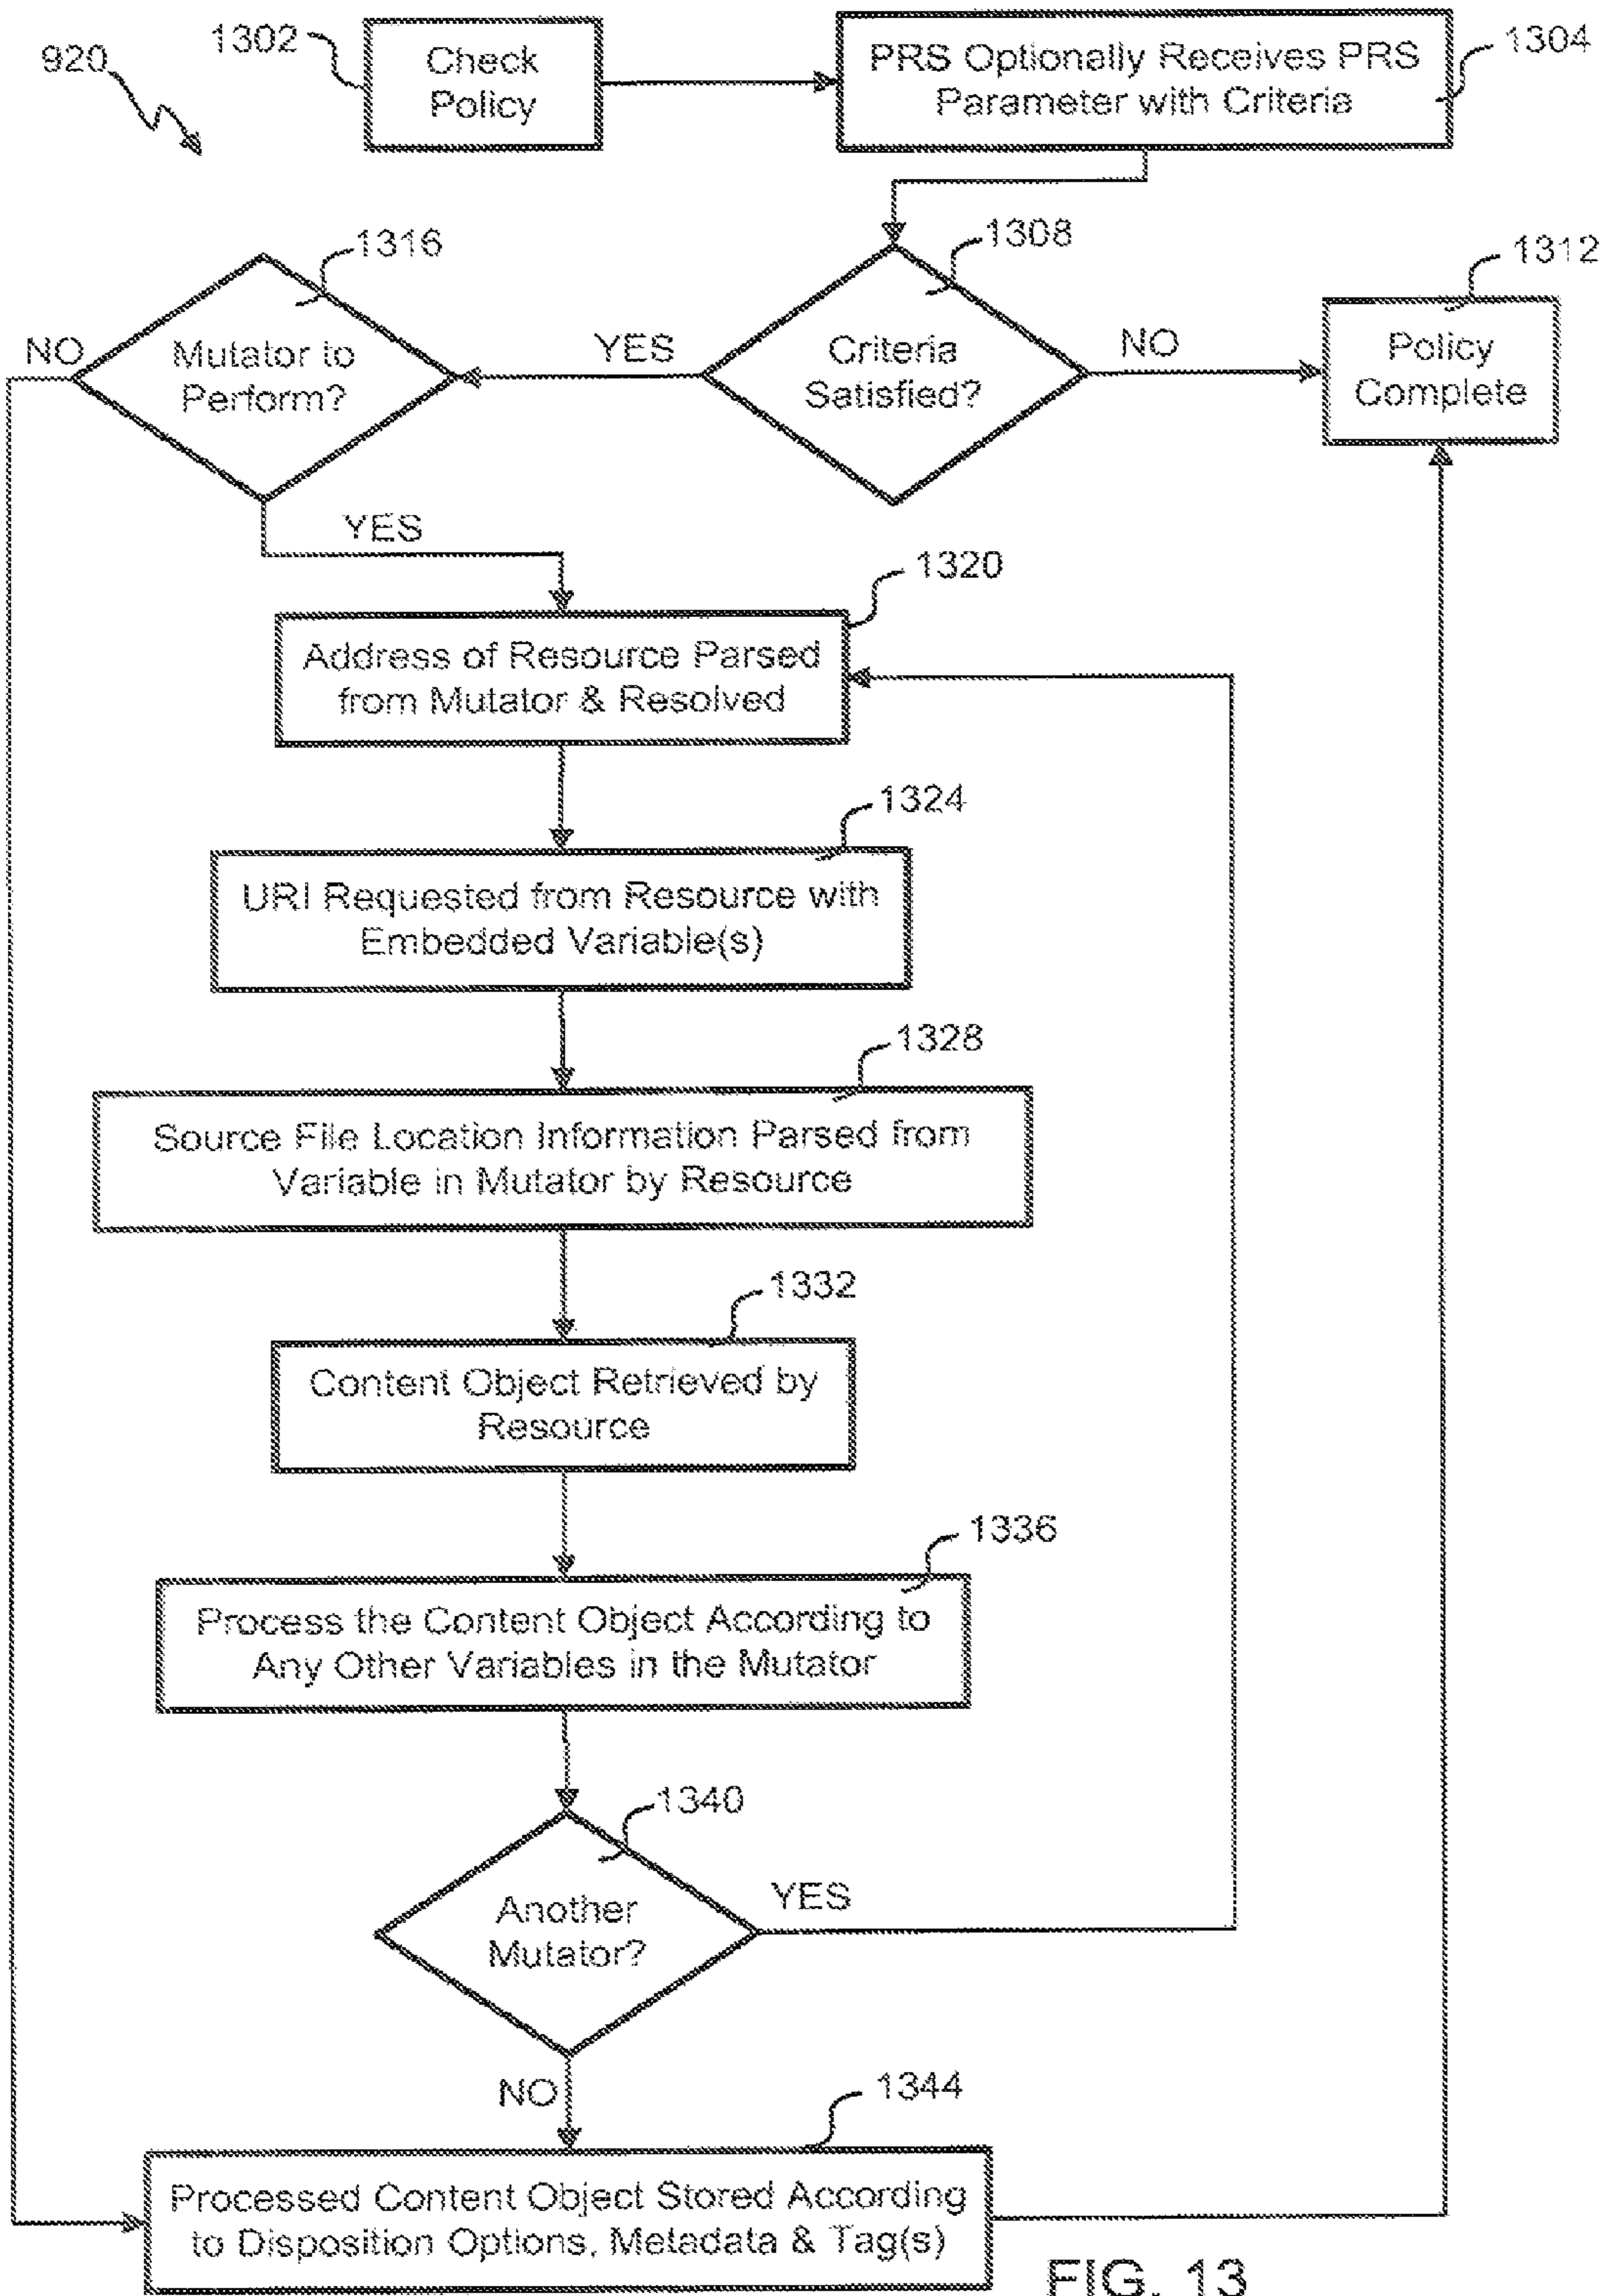 920
1302
Check
Policy
PRS Optionally Receives PRS
Parameter with Criteria
1304
1316
Mutator to
Perform?
NO
YES
1308
Criteria
Satisfied?
YES
NO
1312
Policy
Complete
1320
Address of Resource Parsed
from Mutator & Resolved
1324
URI Requested from Resource with
Embedded Variable(s)
1328
Source File Location Information Parsed from
Variable in Mutator by Resource
1332
Content Object Retrieved by
Resource
1336
Process the Content Object According to
Any Other Variables in the Mutator
1340
Another
Mutator?
YES
NO
1344
Processed Content Object Stored According
to Disposition Options, Metadata & Tag(s)
FIG. 13